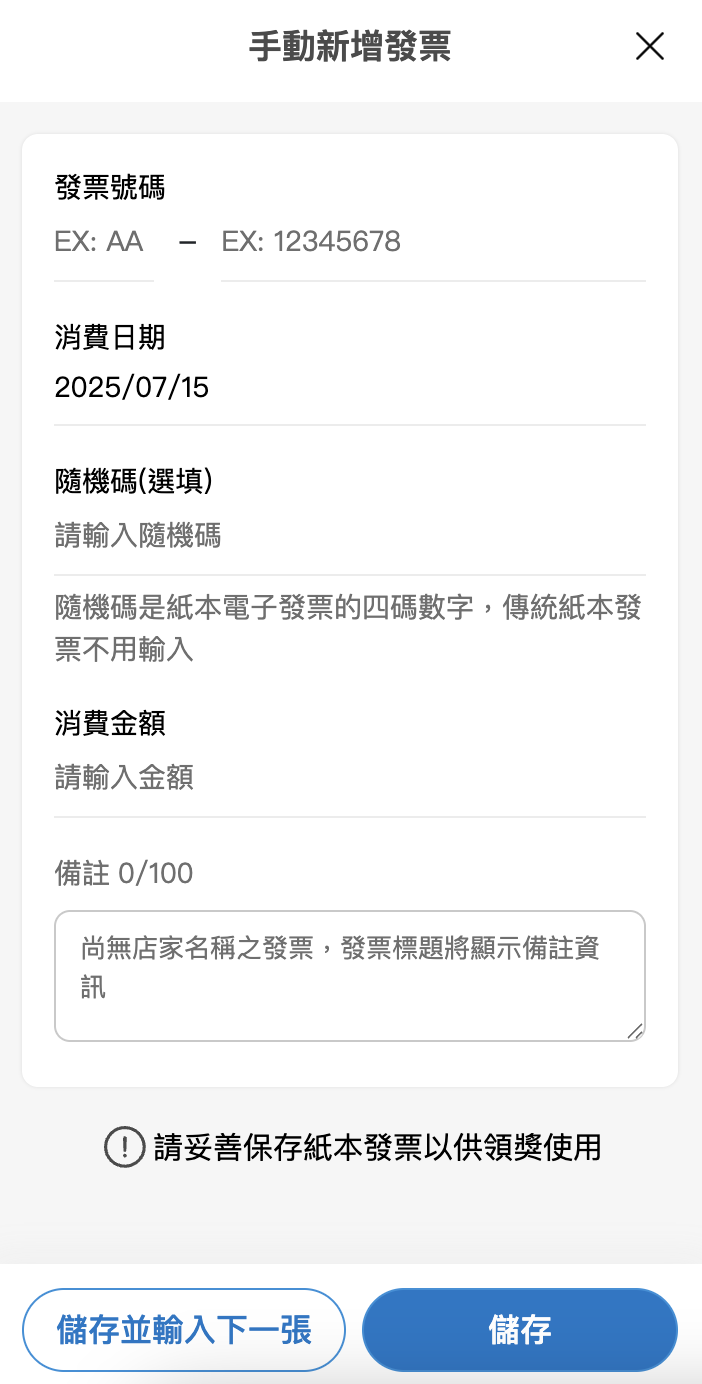 手動新增發票
發票號碼
EX: AA – EX: 12345678
消費日期
2025/07/15
隨機碼(選填)
請輸入隨機碼
隨機碼是紙本電子發票的四碼數字，傳統紙本發
票不用輸入
消費金額
請輸入金額
備註 0/100
尚無店家名稱之發票，發票標題將顯示備註資
訊
請妥善保存紙本發票以供領獎使用
儲存並輸入下一張 儲存